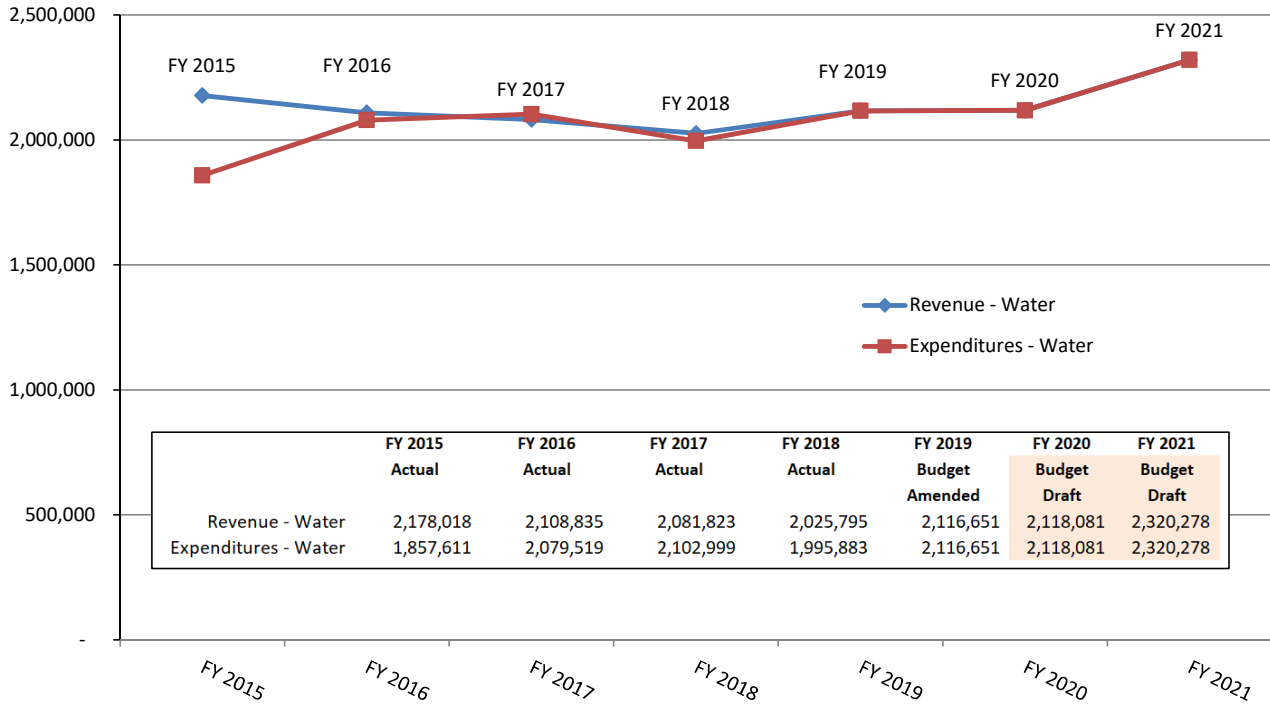 2,500,000
2,000,000
1,500,000
1,000,000
500,000
-
FY 2015
FY 2016
FY 2017
FY 2018
FY 2019
FY 2020
FY 2021
Revenue - Water
Expenditures - Water
FY 2015 FY 2016 FY 2017 FY 2018 FY 2019 FY 2020 FY 2021
Actual Actual Actual Actual Budget Budget Budget
Amended Draft Draft
Revenue - Water 2,178,018 2,108,835 2,081,823 2,025,795 2,116,651 2,118,081 2,320,278
Expenditures - Water 1,857,611 2,079,519 2,102,999 1,995,883 2,116,651 2,118,081 2,320,278
FY 2015
FY 2016
FY 2017
FY 2018
FY 2019
FY 2020
FY 2021